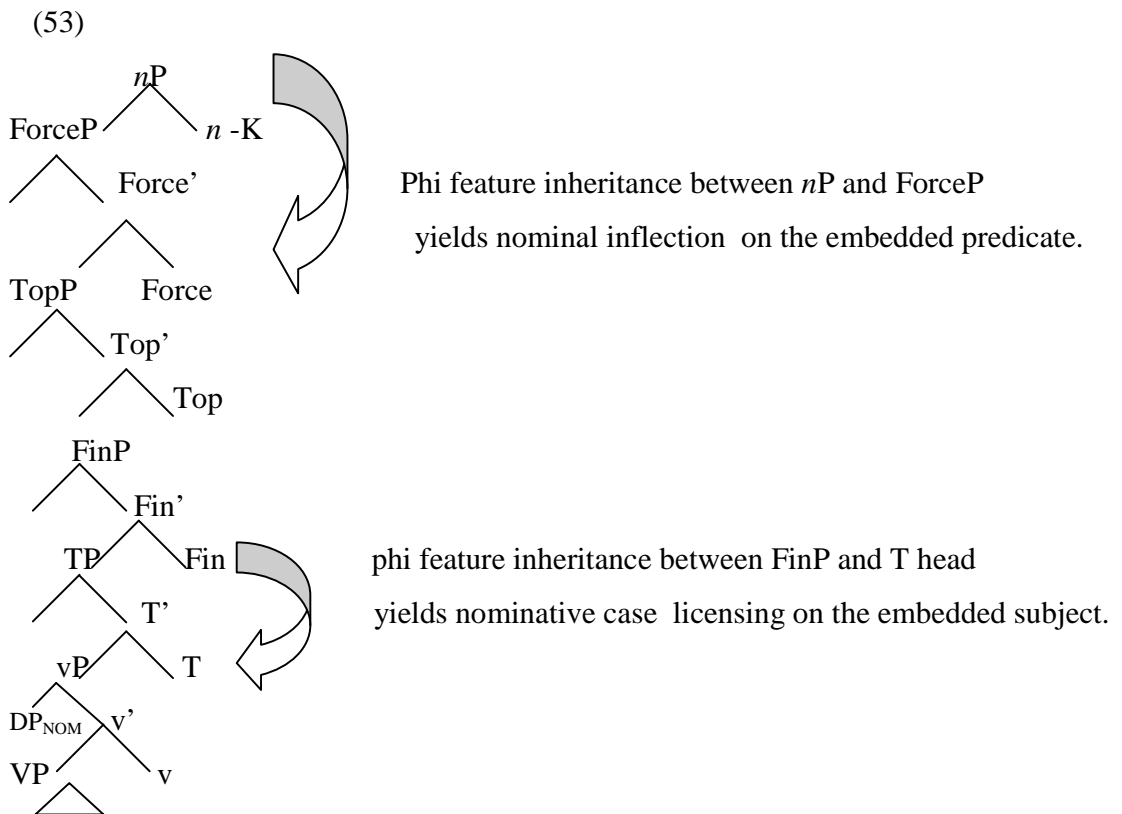 (53)
nP
ForceP n -K
Force’ Phi feature inheritance between nP and ForceP
yields nominal inflection on the embedded predicate.
TopP Force
Top’
Top
FinP
Fin’
TP Fin phi feature inheritance between FinP and T head
T’ yields nominative case licensing on the embedded subject.
vP T
DPNOM v’
VP v